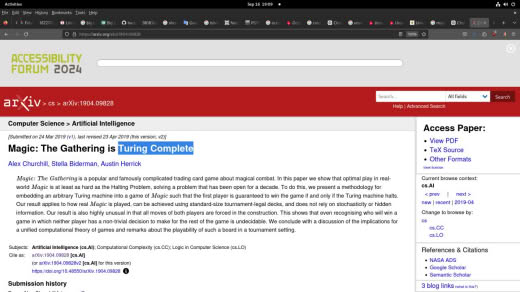 Activities
Sep 16 19:09
File Edit View History Bookmarks Tools Help
https://arxiv.org/abs/1904.09828
ACCESSIBILITY
FORUM 2024
arXiv > cs > arXiv:1904.09828
Search...
All fields
Search
Help | Advanced Search
Computer Science > Artificial Intelligence
[Submitted on 24 Mar 2019 (v1), last revised 23 Apr 2019 (this version, v2)]
Magic: The Gathering is Turing Complete
Alex Churchill, Stella Biderman, Austin Herrick
Magic: The Gathering is a popular and famously complicated trading card game about magical combat. In this paper we show that optimal play in real-
world Magic is at least as hard as the Halting Problem, solving a problem that has been open for a decade. To do this, we present a methodology for
embedding an arbitrary Turing machine into a game of Magic such that the first player is guaranteed to win the game if and only if the Turing machine halts.
Our result applies to how real Magic is played, can be achieved using standard-size tournament-legal decks, and does not rely on stochasticity or hidden
information. Our result is also highly unusual in that all moves of both players are forced in the construction. This shows that even recognising who will win a
game in which neither player has a non-trivial decision to make for the rest of the game is undecidable. We conclude with a discussion of the implications for
a unified computational theory of games and remarks about the playability of such a board in a tournament setting.
Subjects: Artificial Intelligence (cs.AI); Computational Complexity (cs.CC); Logic in Computer Science (cs.LO)
Cite as: arXiv:1904.09828 [cs.AI]
(or arXiv:1904.09828v2 [cs.AI] for this version)
https://doi.org/10.48550/arXiv.1904.09828
Submission history
Access Paper:
View PDF
TeX Source
Other Formats
view license
Current browse context:
cs.AI
< prev | next >
new | recent | 2019-04
Change to browse by:
cs
cs.CC
cs.LO
References & Citations
NASA ADS
Google Scholar
Semantic Scholar
3 blog links (what is this?)